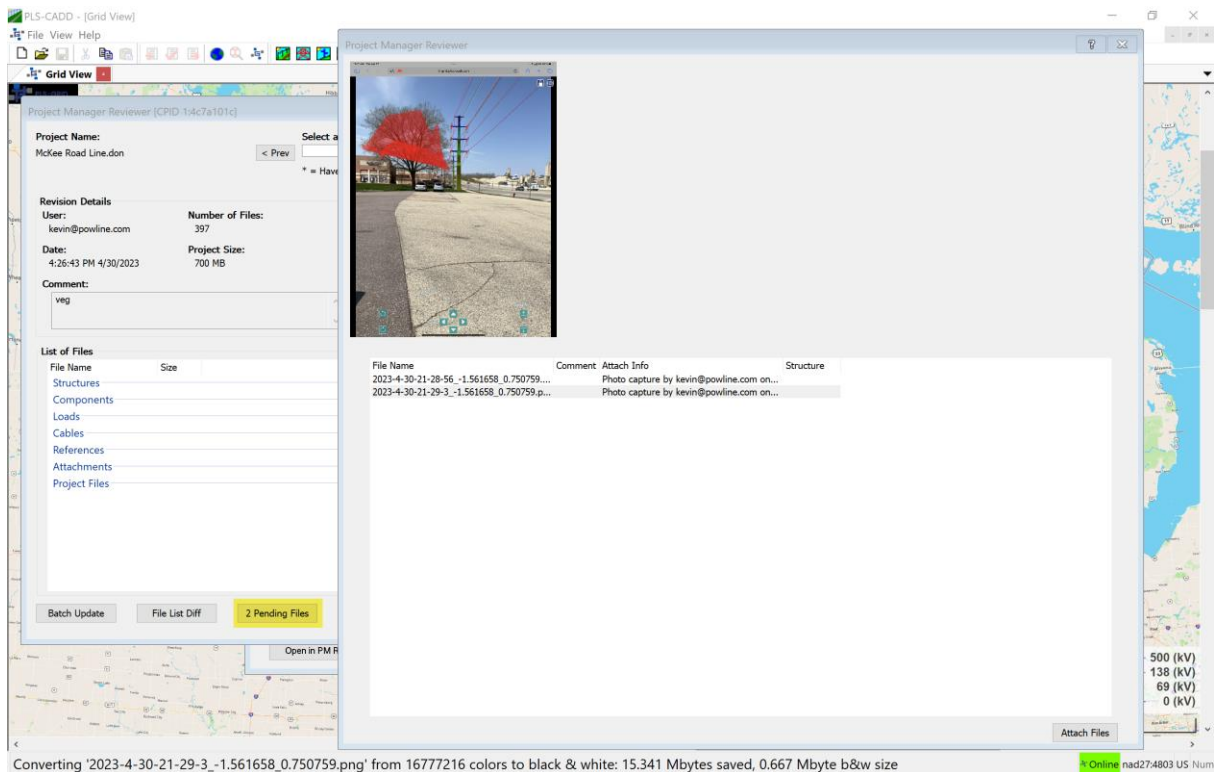 PLS-CADD - [Grid View]
File View Help
Grid View
Project Manager Reviewer [CPID 1:4c7a101c]
Project Name:
Select a
McKee Road Line.don
< Prev
* = Have
Revision Details
User:
Number of Files:
kevin@powline.com
397
Date:
Project Size:
4:26:43 PM 4/30/2023
700 MB
Comment:
veg
List of Files
File Name Size
Structures
Components
Loads
Cables
References
Attachments
Project Files
Batch Update File List Diff 2 Pending Files
Open in PM R
Project Manager Reviewer
File Name Comment Attach Info Structure
2023-4-30-21-28-56_-1.561658_0.750759.... Photo capture by kevin@powline.com on...
2023-4-30-21-29-3_-1.561658_0.750759.p... Photo capture by kevin@powline.com on...
Attach Files
500 (kV)
138 (kV)
69 (kV)
0 (kV)
Converting '2023-4-30-21-29-3_-1.561658_0.750759.png' from 16777216 colors to black & white: 15.341 Mbytes saved, 0.667 Mbyte b&w size
Online nad27:4803 US Num